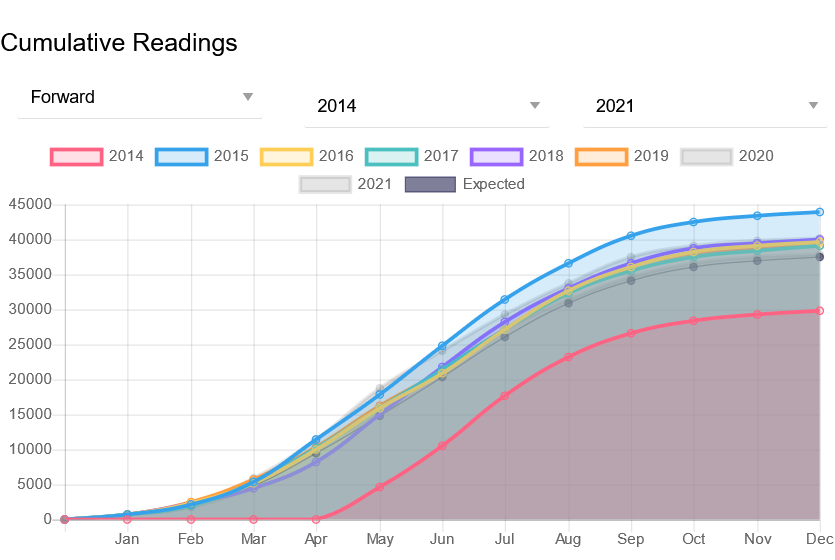 Cumulative Readings
Forward 2014 2021
2014 2015 2016 2017 2018 2019 2020
2021 Expected
45000
40000
35000
30000
25000
20000
15000
10000
5000
0
Jan Feb Mar Apr May Jun Jul Aug Sep Oct Nov Dec